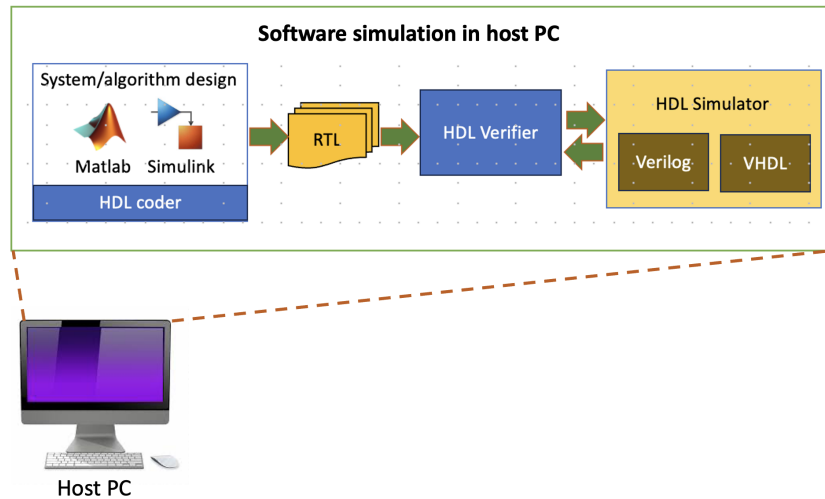 Software simulation in host PC
System/algorithm design
Matlab
Simulink
HDL coder
RTL
HDL Verifier
HDL Simulator
Verilog
VHDL
Host PC